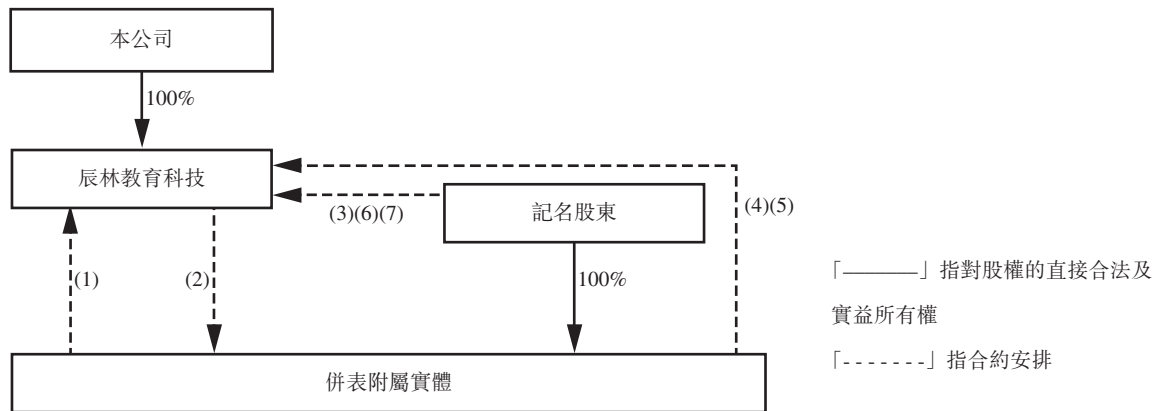 本公司
100%
辰林教育科技
(3)(6)(7)
記名股東
(4)(5)
(1)
(2)
100%
「———」指對股權的直接合法及
實益所有權
「- - - - - - -」指合約安排
併表附屬實體